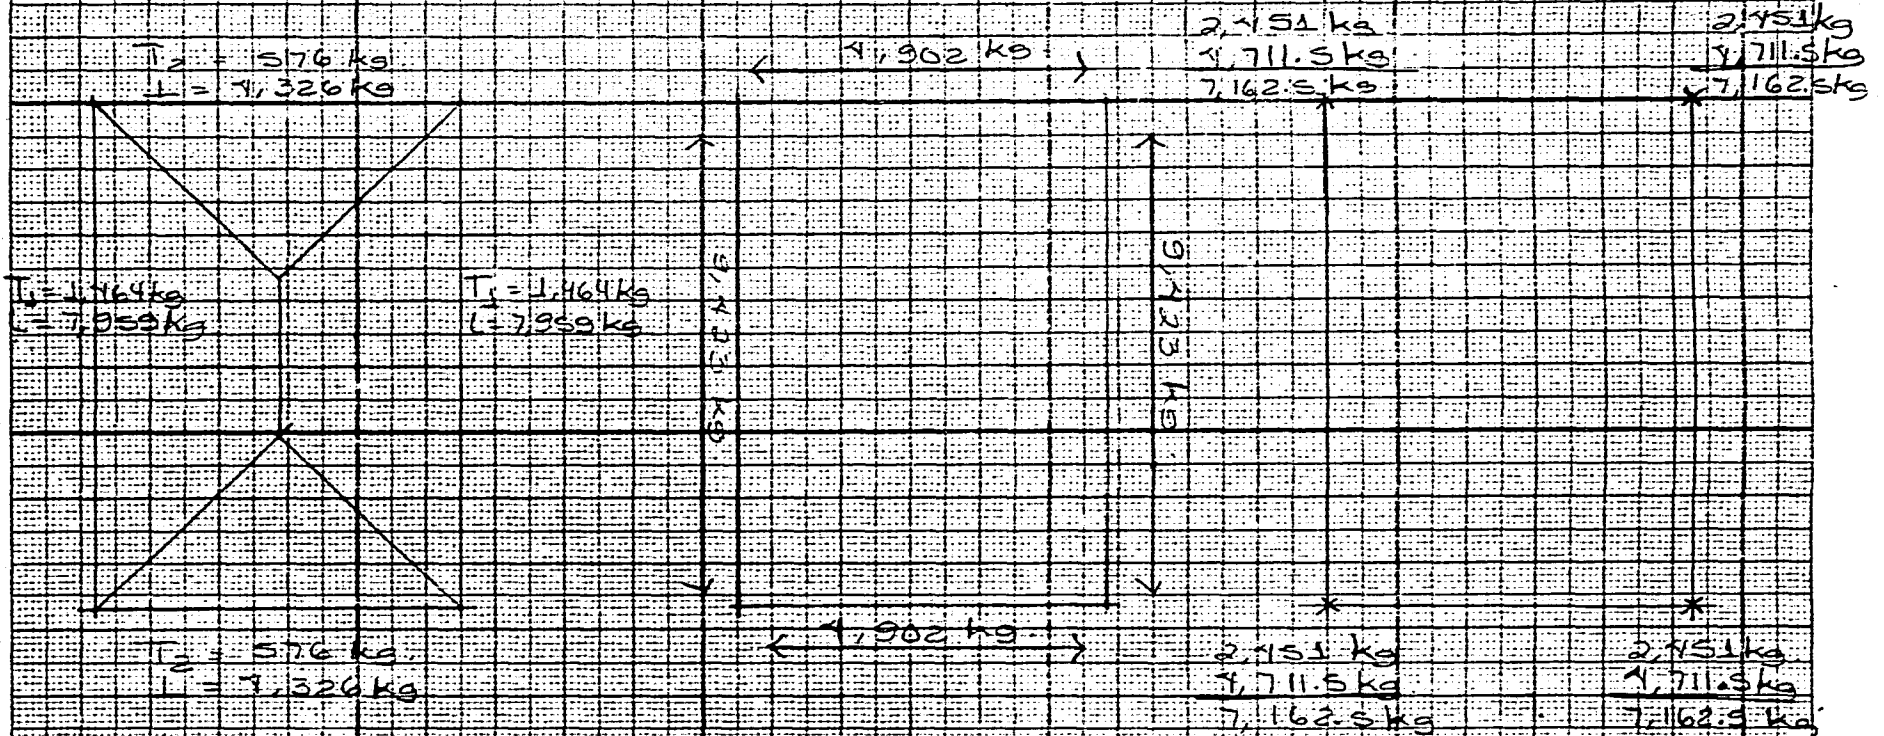 T₂ = 576 kg
L = 4,326 kg
T₁ = 1,464 kg
L = 7,959 kg
T₁ = 1,464 kg
L = 7,959 kg
T₂ = 576 kg.
L = 4,326 kg
4,902 kg.
9,423 kg
9,423 kg.
4,902 kg.
2,451 kg
4,711.5 kg
7,162.5 kg
2,451 kg
4,711.5 kg
7,162.5 kg
2,451 kg
4,711.5 kg
7,162.5 kg
2,451 kg.
4,711.5 kg
7,162.5 kg.